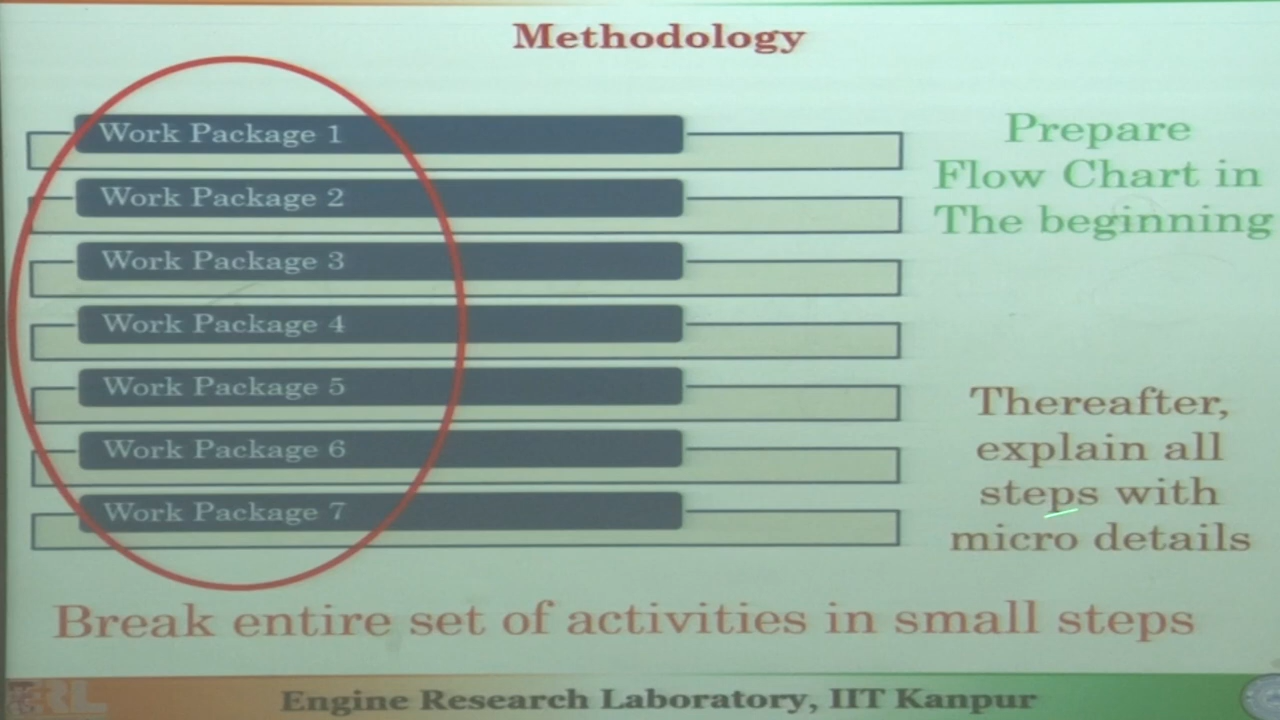 Methodology
Work Package 1
Work Package 2
Work Package 3
Work Package 4
Work Package 5
Work Package 6
Work Package 7
Prepare
Flow Chart in
The beginning
Thereafter,
explain all
steps with
micro details
Break entire set of activities in small steps
ERL
Engine Research Laboratory, IIT Kanpur